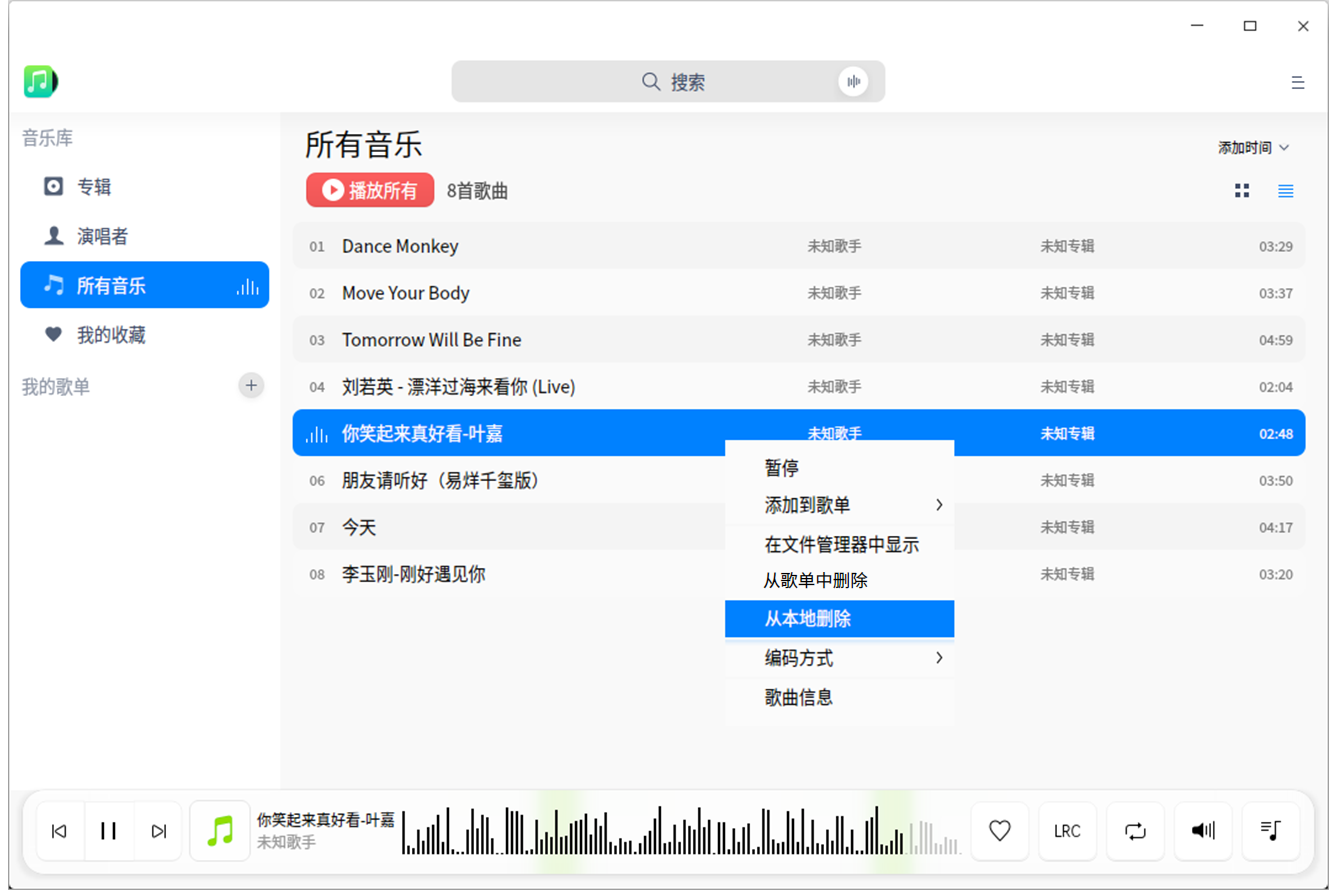 搜索
音乐库
专辑
演唱者
所有音乐
我的收藏
我的歌单
所有音乐
添加时间
播放所有 8首歌曲
01 Dance Monkey 未知歌手 未知专辑 03:29
02 Move Your Body 未知歌手 未知专辑 03:37
03 Tomorrow Will Be Fine 未知歌手 未知专辑 04:59
04 刘若英 - 漂洋过海来看你 (Live) 未知歌手 未知专辑 02:04
你笑起来真好看-叶嘉 未知歌手 未知专辑 02:48
06 朋友请听好（易烊千玺版） 未知专辑 03:50
07 今天 未知专辑 04:17
08 李玉刚-刚好遇见你 未知专辑 03:20
暂停
添加到歌单
在文件管理器中显示
从歌单中删除
从本地删除
编码方式
歌曲信息
你笑起来真好看-叶嘉
未知歌手
LRC